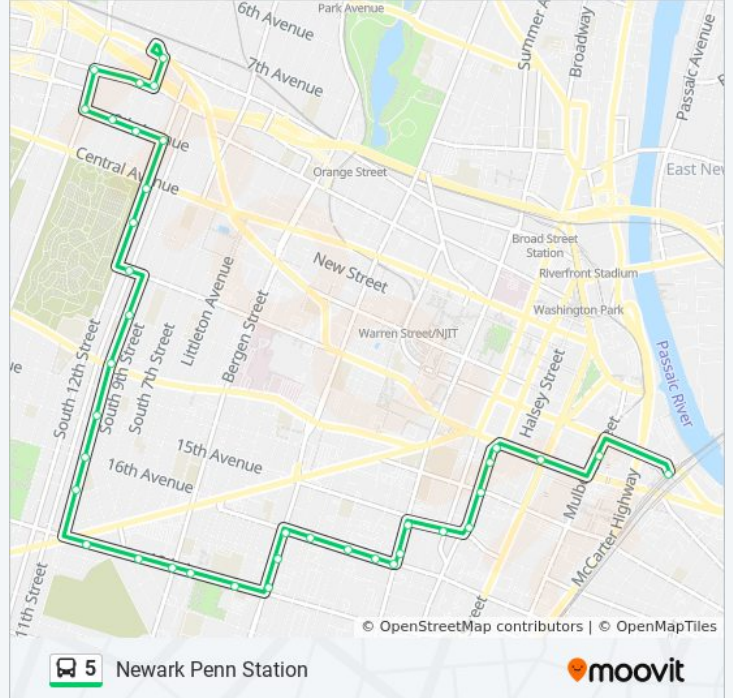 6th Avenue
Park Avenue
Summer A
Broadway
Passaic Avenue
7th Avenue
Avenue
Central Avenue
Orange Street
East New
Broad Street
Station
Riverfront Stadium
New Street
Washington Park
Littleton Avenue
Bergen Street
Warren Street/NJIT
Passaic River
South 12th Street
South 9th Street
South 7th Street
Halsey Street
ue
15th Avenue
16th Avenue
McCarter Highway
11th Street
reet
© OpenStreetMap contributors | © OpenMapTiles
5 Newark Penn Station
moovit